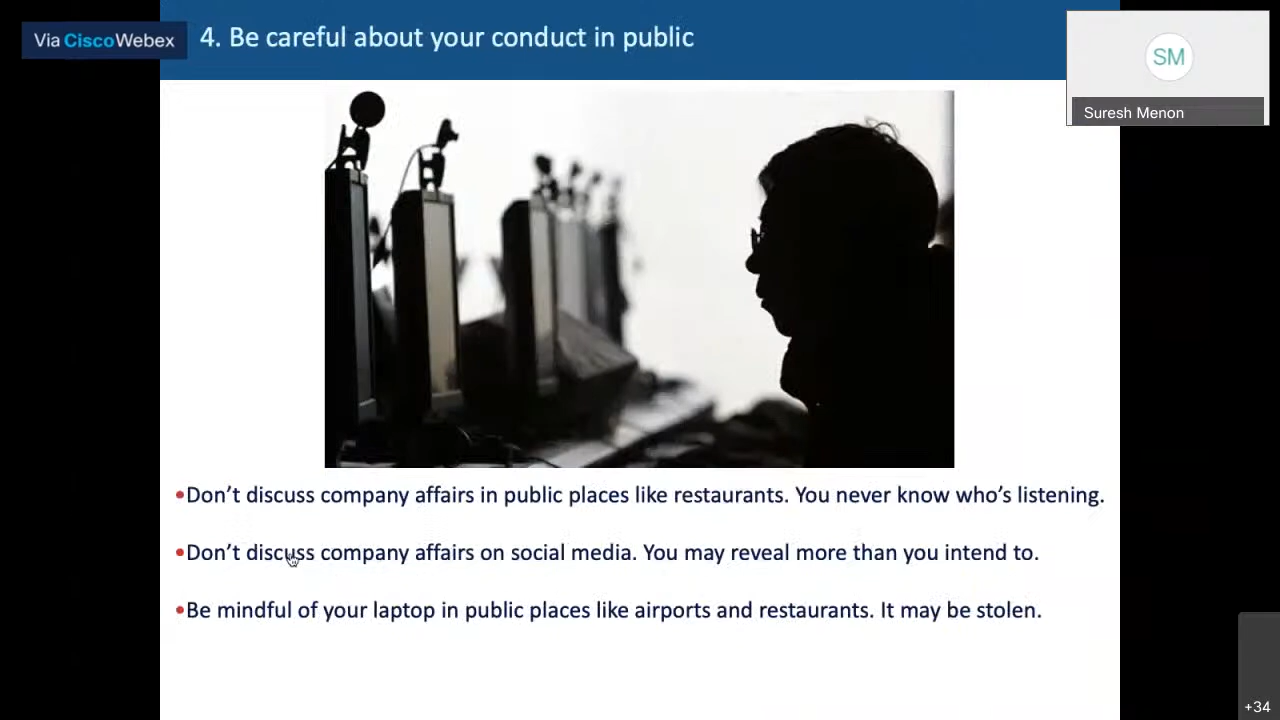 Via CiscoWebex
4. Be careful about your conduct in public
SM
Suresh Menon
•Don’t discuss company affairs in public places like restaurants. You never know who’s listening.
•Don’t discuss company affairs on social media. You may reveal more than you intend to.
•Be mindful of your laptop in public places like airports and restaurants. It may be stolen.
+34